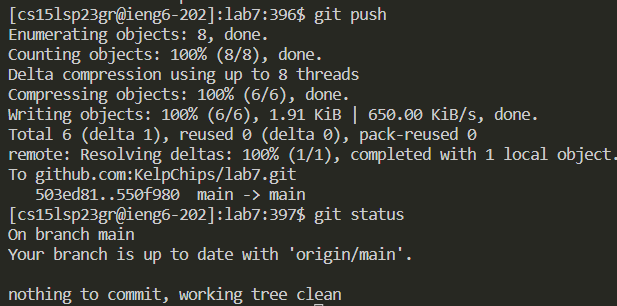 [cs15lsp23gr@ieng6-202]:lab7:396$ git push
Enumerating objects: 8, done.
Counting objects: 100% (8/8), done.
Delta compression using up to 8 threads
Compressing objects: 100% (6/6), done.
Writing objects: 100% (6/6), 1.91 KiB | 650.00 KiB/s, done.
Total 6 (delta 1), reused 0 (delta 0), pack-reused 0
remote: Resolving deltas: 100% (1/1), completed with 1 local object.
To github.com:KelpChips/lab7.git
   503ed81..550f980  main -> main
[cs15lsp23gr@ieng6-202]:lab7:397$ git status
On branch main
Your branch is up to date with 'origin/main'.

nothing to commit, working tree clean